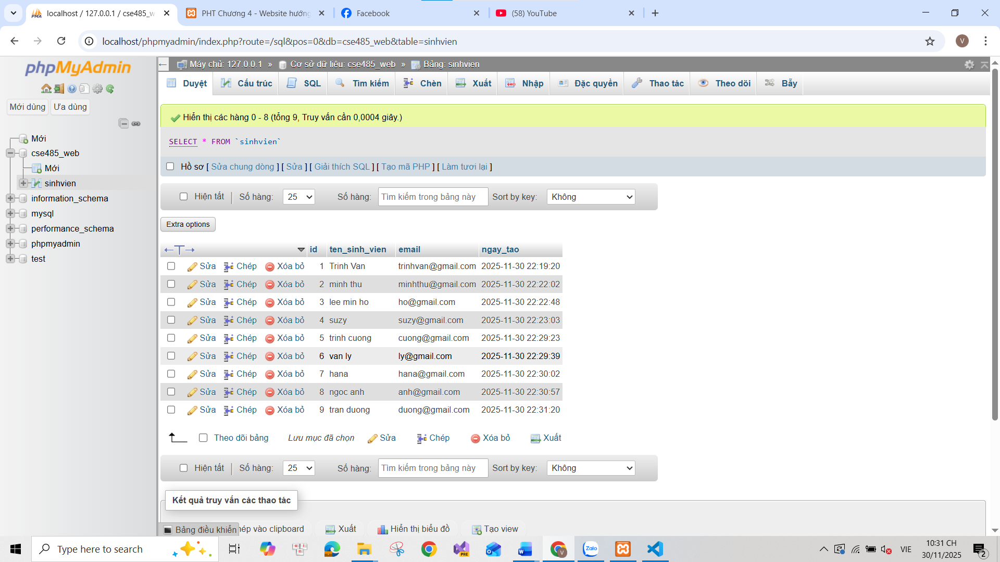 localhost / 127.0.0.1 / cse485_w
PHT Chương 4 - Website hướng
Facebook
(58) YouTube
localhost/phpmyadmin/index.php?route=/sql&pos=0&db=cse485_web&table=sinhvien
V
phpMyAdmin
Mới dùng
Ưa dùng
Mới
cse485_web
Mới
sinhvien
information_schema
mysql
performance_schema
phpmyadmin
test
Máy chủ: 127.0.0.1 » Cơ sở dữ liệu: cse485_web » Bảng: sinhvien
Duyệt Cấu trúc SQL Tìm kiếm Chèn Xuất Nhập Đặc quyền Thao tác Theo dõi Bẫy
Hiển thị các hàng 0 - 8 (tổng 9, Truy vấn cần 0,0004 giây.)
SELECT * FROM `sinhvien`
Hồ sơ [ Sửa chung dòng ] [ Sửa ] [ Giải thích SQL ] [ Tạo mã PHP ] [ Làm tươi lại ]
Hiện tất Số hàng: 25 Số hàng: Tìm kiếm trong bảng này Sort by key: Không
Extra options
id ten_sinh_vien email ngay_tao
Sửa Chép Xóa bỏ 1 Trinh Van trinhvan@gmail.com 2025-11-30 22:19:20
Sửa Chép Xóa bỏ 2 minh thu minhthu@gmail.com 2025-11-30 22:22:02
Sửa Chép Xóa bỏ 3 lee min ho ho@gmail.com 2025-11-30 22:22:48
Sửa Chép Xóa bỏ 4 suzy suzy@gmail.com 2025-11-30 22:23:03
Sửa Chép Xóa bỏ 5 trinh cuong cuong@gmail.com 2025-11-30 22:29:23
Sửa Chép Xóa bỏ 6 van ly ly@gmail.com 2025-11-30 22:29:39
Sửa Chép Xóa bỏ 7 hana hana@gmail.com 2025-11-30 22:30:02
Sửa Chép Xóa bỏ 8 ngoc anh anh@gmail.com 2025-11-30 22:30:57
Sửa Chép Xóa bỏ 9 tran duong duong@gmail.com 2025-11-30 22:31:20
Theo dõi bảng Lưu mục đã chọn Sửa Chép Xóa bỏ Xuất
Hiện tất Số hàng: 25 Số hàng: Tìm kiếm trong bảng này Sort by key: Không
Kết quả truy vấn các thao tác
Bảng điều khiển hép vào clipboard Xuất Hiển thị biểu đồ Tạo view
Type here to search
PRE
Zalo
VIE
10:31 CH
30/11/2025
2